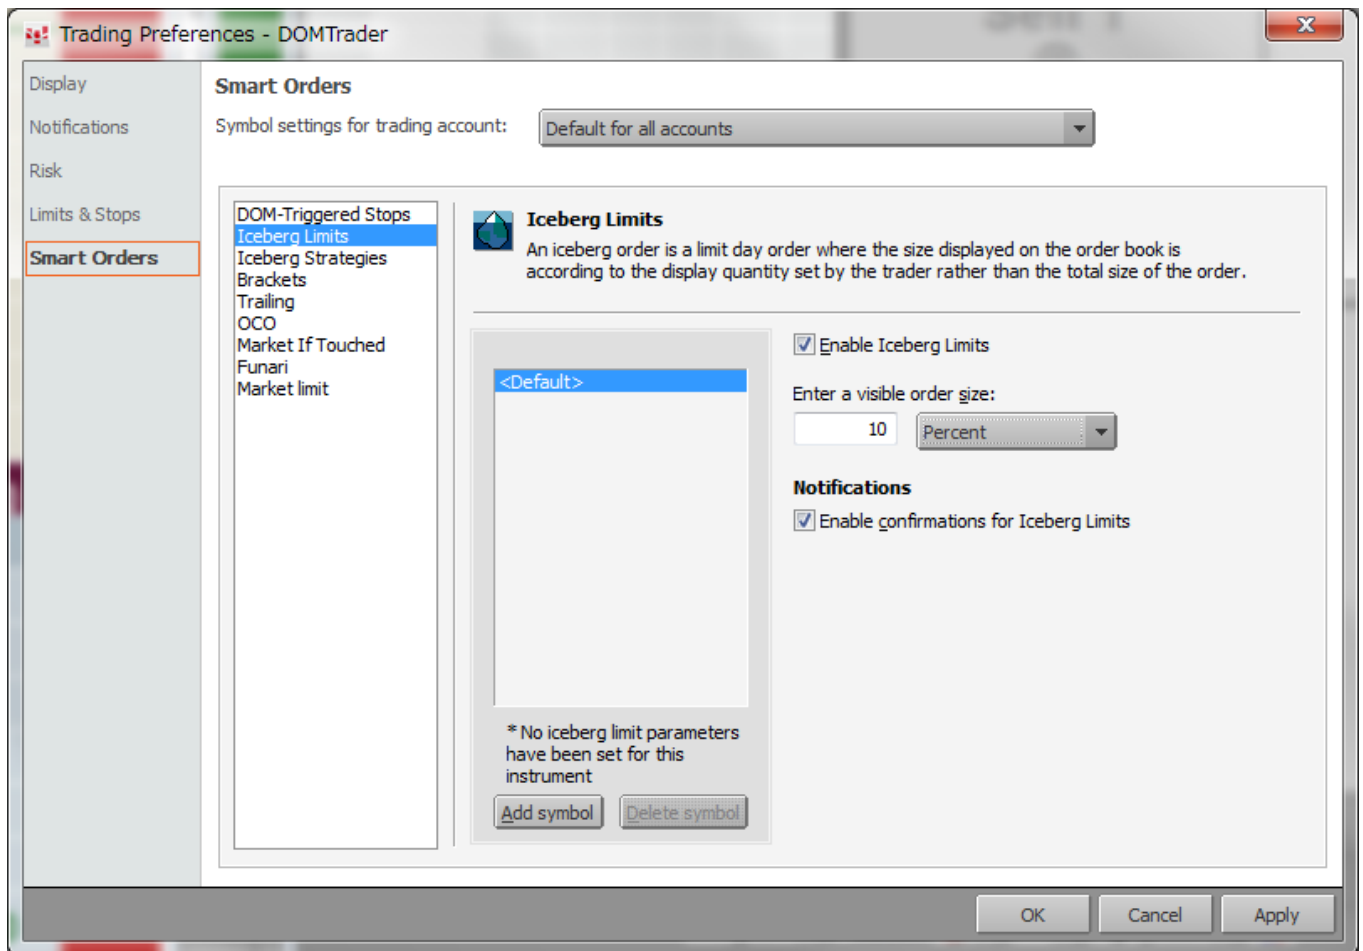 Trading Preferences - DOMTrader
Display
Notifications
Risk
Limits & Stops
Smart Orders
Smart Orders
Symbol settings for trading account:
Default for all accounts
DOM-Triggered Stops
Iceberg Limits
Iceberg Strategies
Brackets
Trailing
OCO
Market If Touched
Funari
Market limit
Iceberg Limits
An iceberg order is a limit day order where the size displayed on the order book is
according to the display quantity set by the trader rather than the total size of the order.
<Default>
* No iceberg limit parameters
have been set for this
instrument
Add symbol
Delete symbol
Enable Iceberg Limits
Enter a visible order size:
10
Percent
Notifications
Enable confirmations for Iceberg Limits
OK
Cancel
Apply